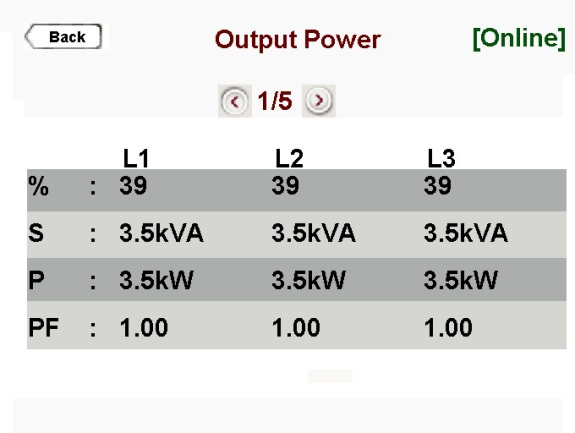 Back Output Power [Online]
1/5
L1 L2 L3
% : 39 39 39
S : 3.5kVA 3.5kVA 3.5kVA
P : 3.5kW 3.5kW 3.5kW
PF : 1.00 1.00 1.00